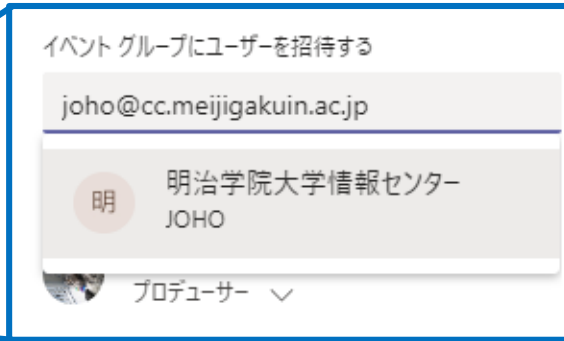 イベント グループにユーザーを招待する
joho@cc.meijigakuin.ac.jp
明
明治学院大学情報センター
JOHO
プロデューサー